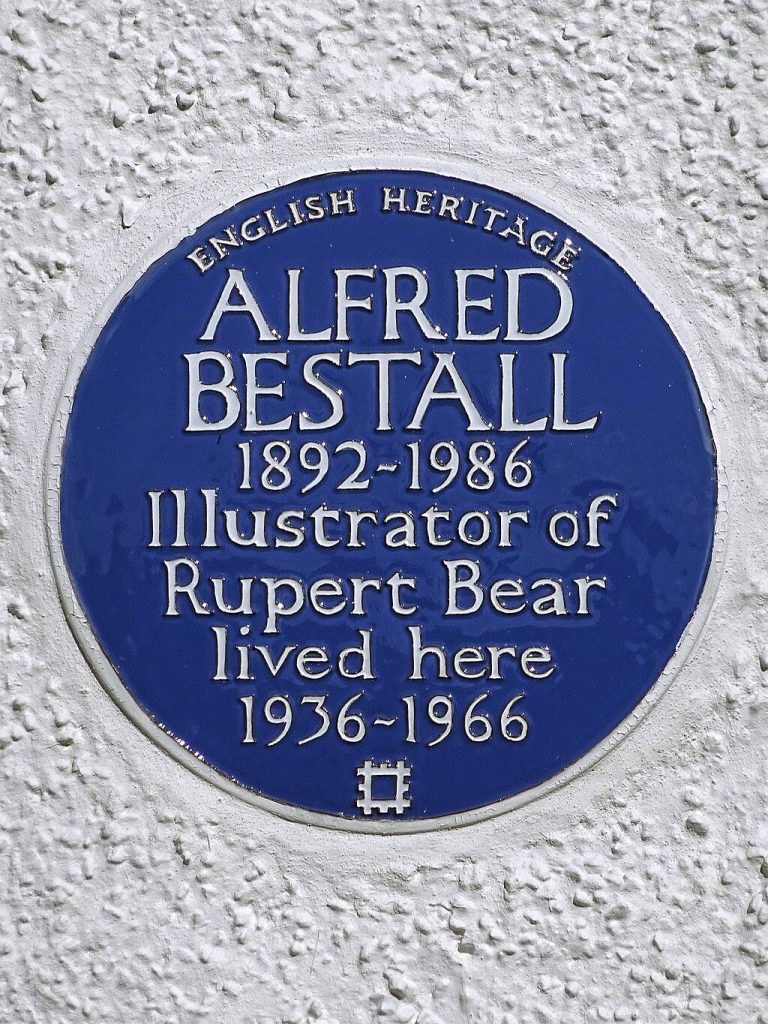 ENGLISH HERITAGE
ALFRED
BESTALL
1892-1986
Illustrator of
Rupert Bear
lived here
1936-1966